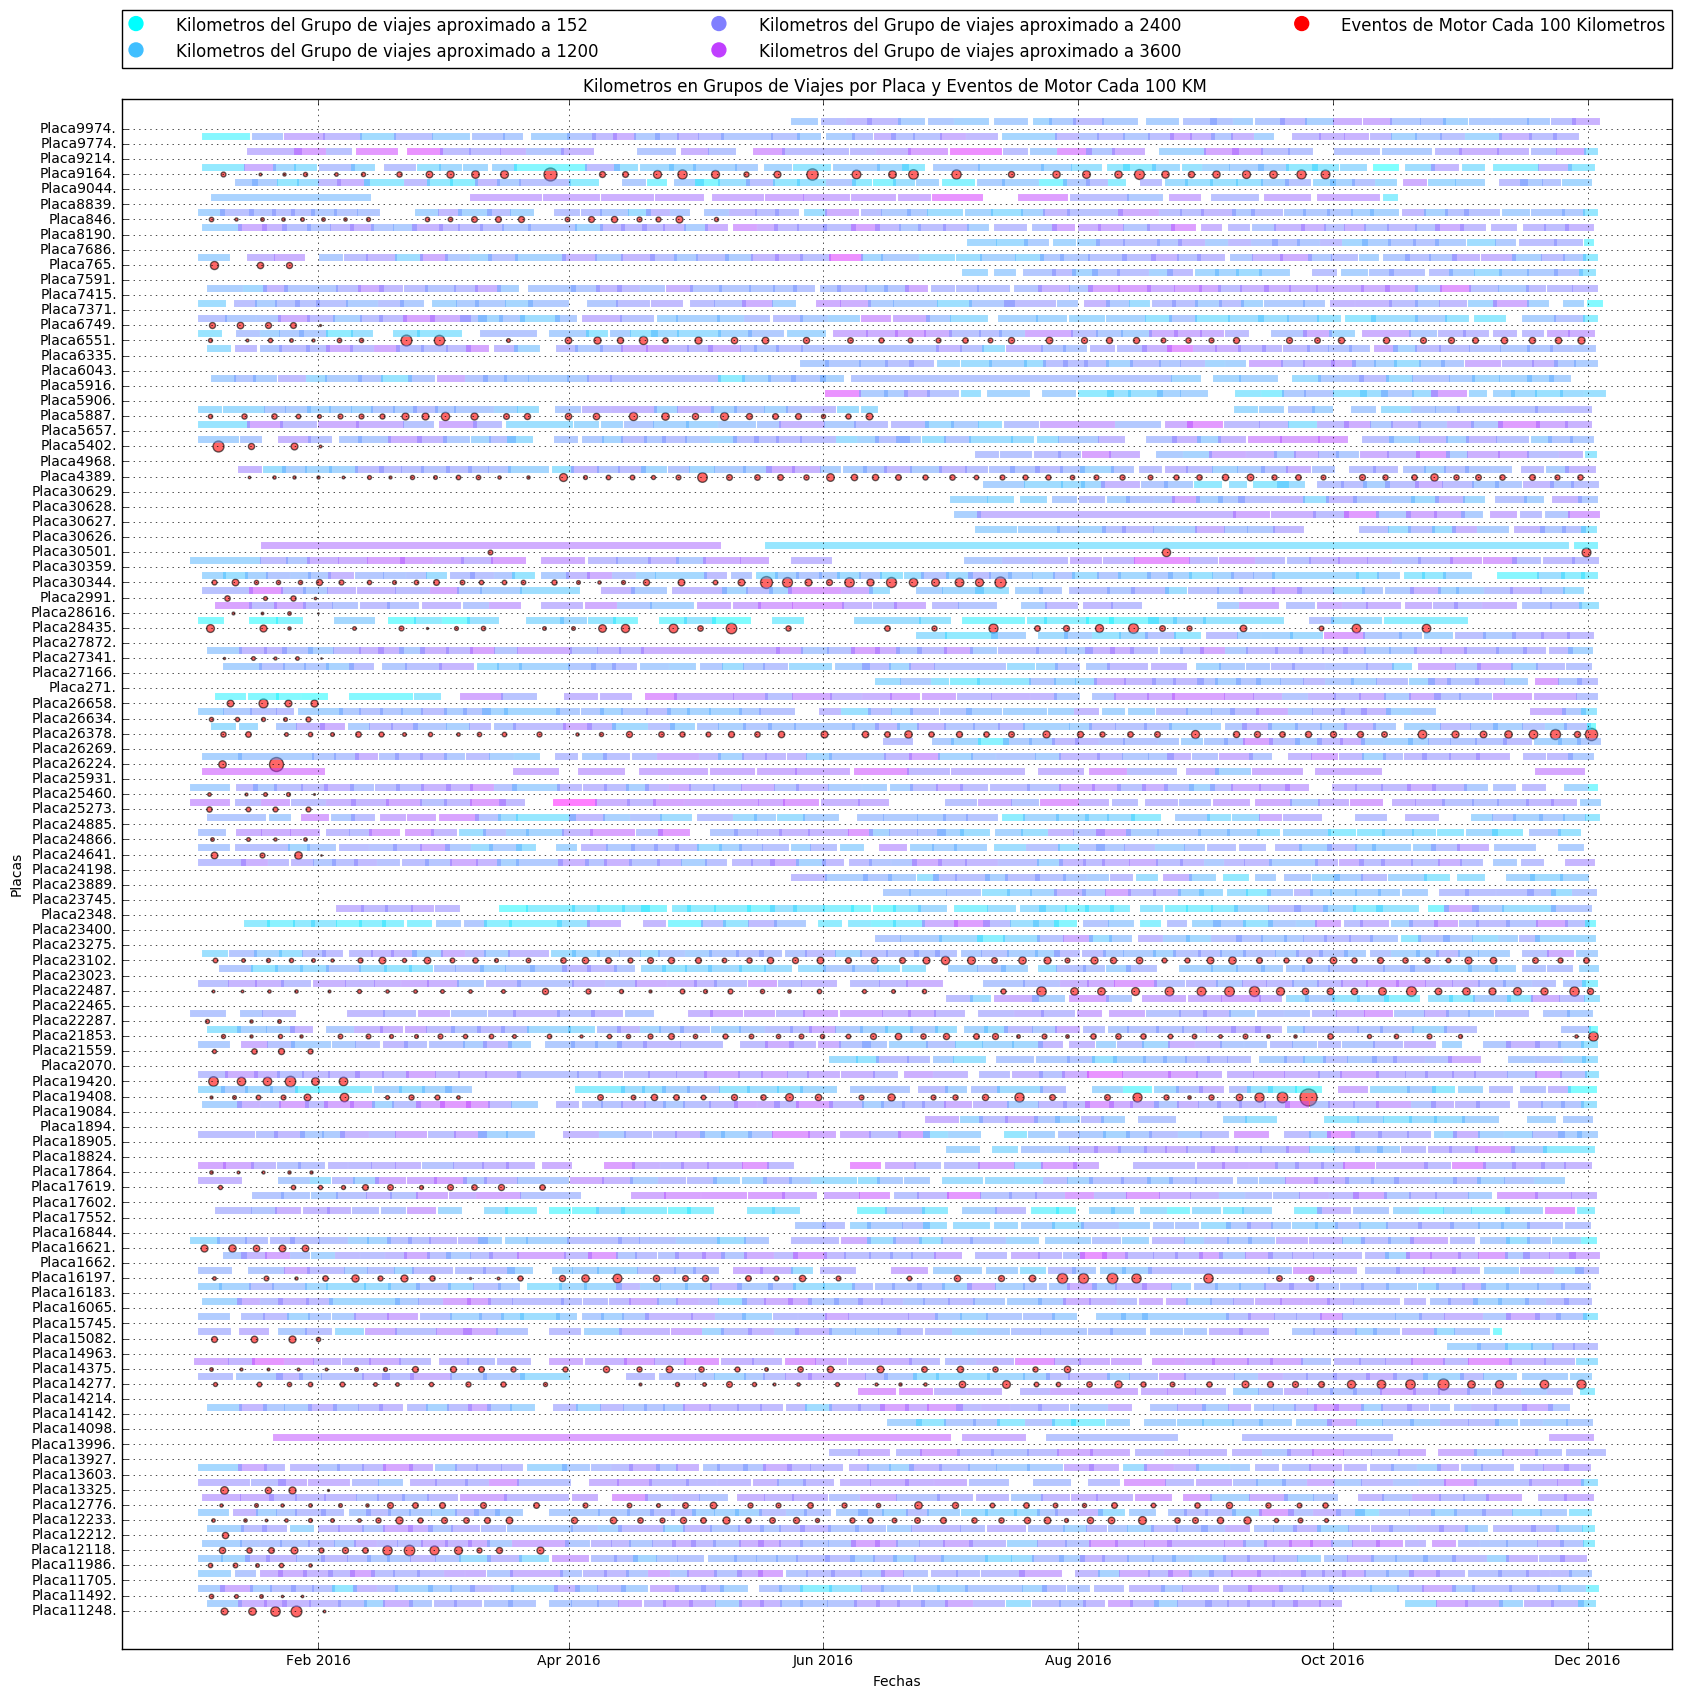 Kilometros del Grupo de viajes aproximado a 152
Kilometros del Grupo de viajes aproximado a 2400
Eventos de Motor Cada 100 Kilometros
Kilometros del Grupo de viajes aproximado a 1200
Kilometros del Grupo de viajes aproximado a 3600
Kilometros en Grupos de Viajes por Placa y Eventos de Motor Cada 100 KM
Placa9974.
Placa9774.
Placa9214.
Placa9164.
Placa9044.
Placa8839.
Placa846.
Placa8190.
Placa7686.
Placa765.
Placa7591.
Placa7415.
Placa7371.
Placa6749.
Placa6551.
Placa6335.
Placa6043.
Placa5916.
Placa5906.
Placa5887.
Placa5657.
Placa5402.
Placa4968.
Placa4389.
Placa30629.
Placa30628.
Placa30627.
Placa30626.
Placa30501.
Placa30359.
Placa30344.
Placa2991.
Placa28616.
Placa28435.
Placa27872.
Placa27341.
Placa27166.
Placa271.
Placa26658.
Placa26634.
Placa26378.
Placa26269.
Placa26224.
Placa25931.
Placa25460.
Placa25273.
Placa24885.
Placa24866.
Placa24641.
Placa24198.
Placa23889.
Placa23745.
Placa2348.
Placa23400.
Placa23275.
Placa23102.
Placa23023.
Placa22487.
Placa22465.
Placa22287.
Placa21853.
Placa21559.
Placa2070.
Placa19420.
Placa19408.
Placa19084.
Placa1894.
Placa18905.
Placa18824.
Placa17864.
Placa17619.
Placa17602.
Placa17552.
Placa16844.
Placa16621.
Placa1662.
Placa16197.
Placa16183.
Placa16065.
Placa15745.
Placa15082.
Placa14963.
Placa14375.
Placa14277.
Placa14214.
Placa14142.
Placa14098.
Placa13996.
Placa13927.
Placa13603.
Placa13325.
Placa12776.
Placa12233.
Placa12212.
Placa12118.
Placa11986.
Placa11705.
Placa11492.
Placa11248.
Placas
Feb 2016
Apr 2016
Jun 2016
Aug 2016
Oct 2016
Dec 2016
Fechas